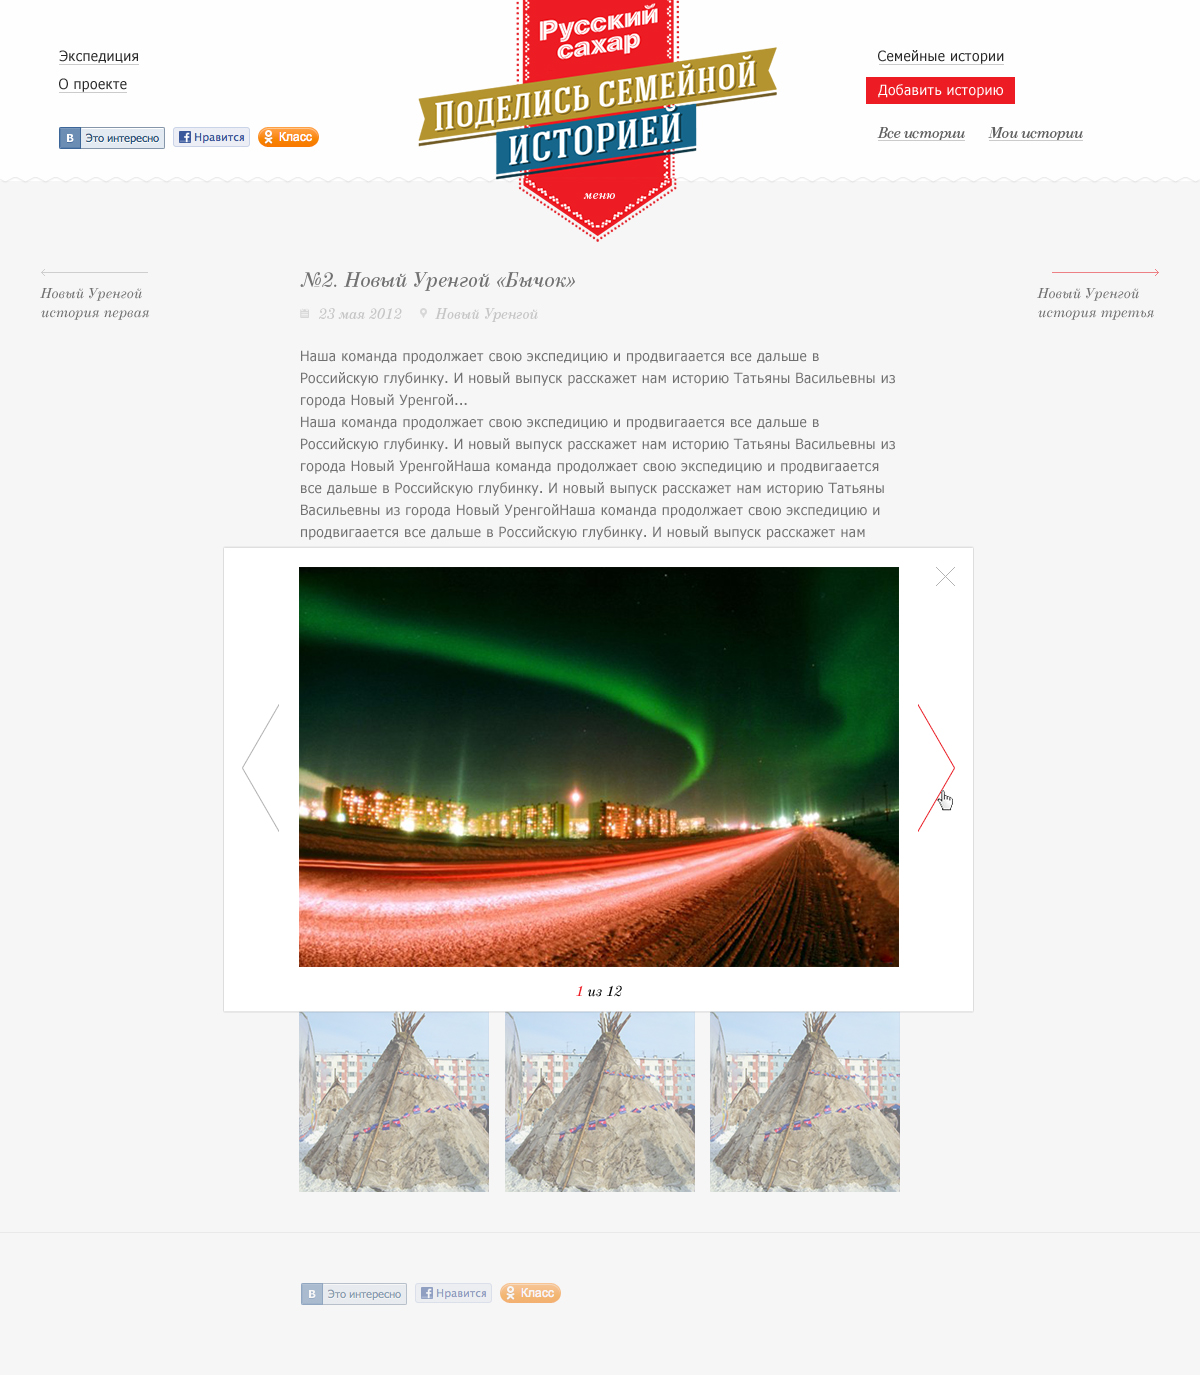 Экспедиция
О проекте
В Это интересно
Нравится
Класс
Русский
сахар
ПОДЕЛИСЬ СЕМЕЙНОЙ
ИСТОРИЕЙ
меню
Семейные истории
Добавить историю
Все истории Мои истории
Новый Уренгой
история первая
№2. Новый Уренгой «Бычок»
23 мая 2012 Новый Уренгой
Новый Уренгой
история третья
Наша команда продолжает свою экспедицию и продвигаается все дальше в
Российскую глубинку. И новый выпуск расскажет нам историю Татьяны Васильевны из
города Новый Уренгой...
Наша команда продолжает свою экспедицию и продвигаается все дальше в
Российскую глубинку. И новый выпуск расскажет нам историю Татьяны Васильевны из
города Новый УренгойНаша команда продолжает свою экспедицию и продвигаается
все дальше в Российскую глубинку. И новый выпуск расскажет нам историю Татьяны
Васильевны из города Новый УренгойНаша команда продолжает свою экспедицию и
продвигаается все дальше в Российскую глубинку. И новый выпуск расскажет нам
1 из 12
В Это интересно
Нравится
Класс